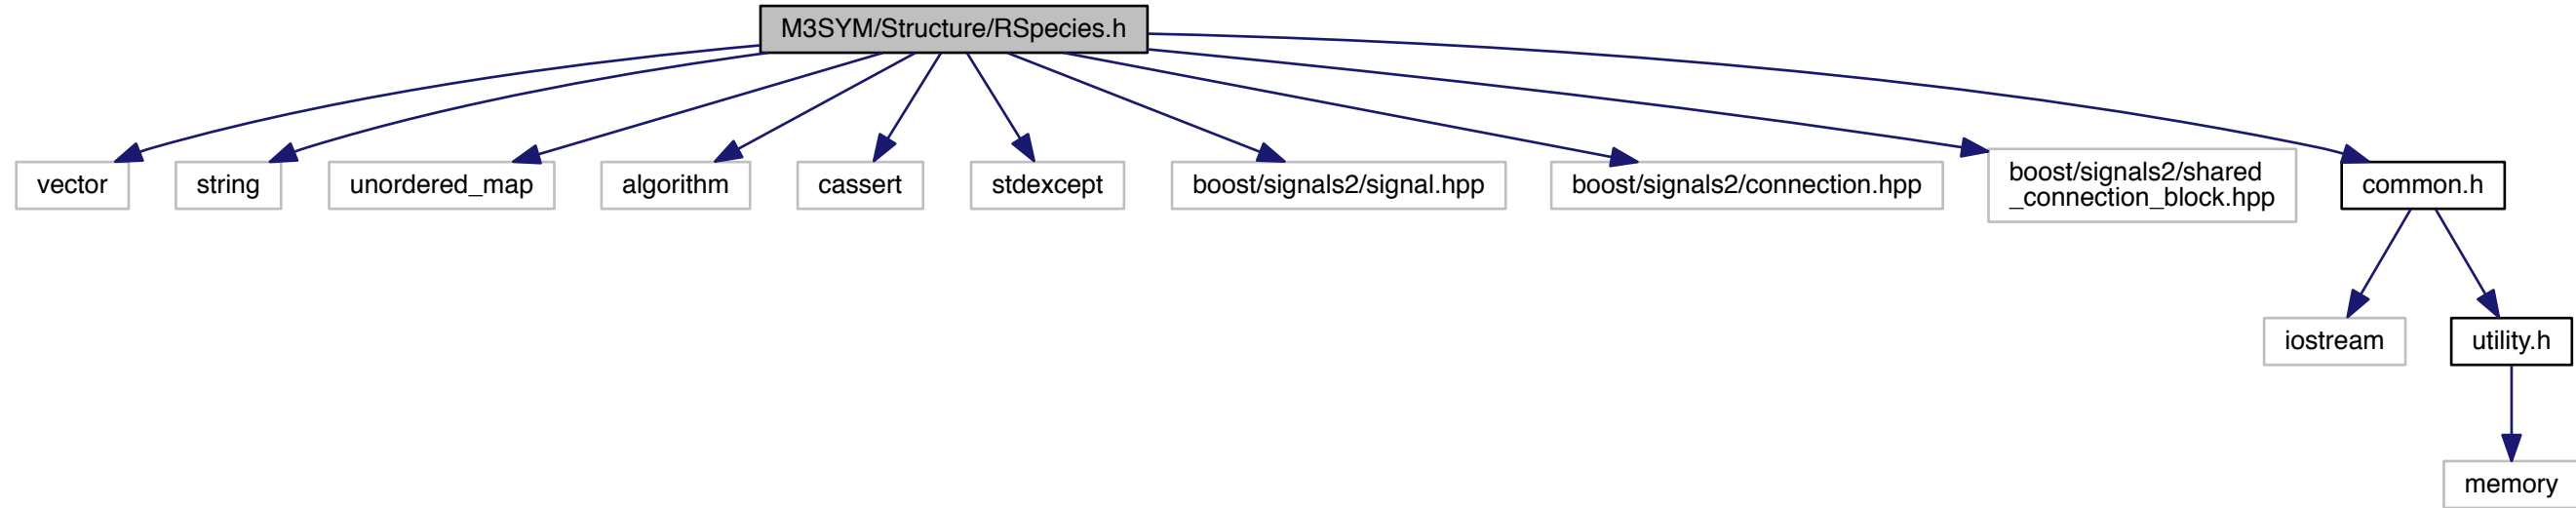 M3SYM/Structure/RSpecies.h
vector
string
unordered_map
algorithm
cassert
stdexcept
boost/signals2/signal.hpp
boost/signals2/connection.hpp
boost/signals2/shared
_connection_block.hpp
common.h
iostream
utility.h
memory